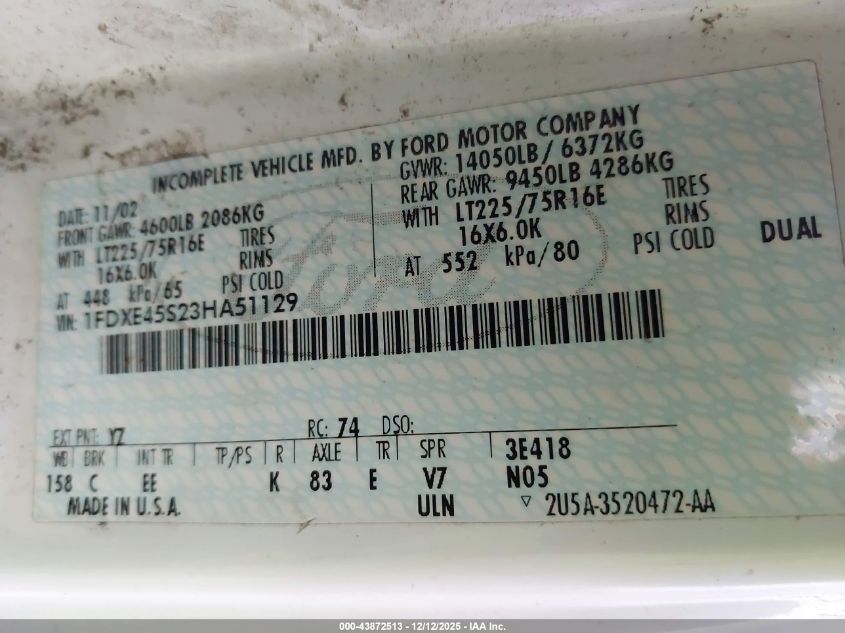 INCOMPLETE VEHICLE MFD. BY FORD MOTOR COMPANY
DATE: 11/02
FRONT GAWR: 4600LB 2086KG
WITH LT225/75R16E TIRES
16X6.0K RIMS
AT 448 kPa/65 PSI COLD
GVWR: 14050LB/ 6372KG
REAR GAWR: 9450LB 4286KG
WITH LT225/75R16E TIRES
16X6.0K RIMS
AT 552 kPa/80 PSI COLD DUAL
VIN: 1FDXE45S23HA51129
Ford
EXT PNT: YZ RC: 74 DSO:
WB BRK INT TR TP/PS R AXLE TR SPR 3E418
158 C EE K 83 E V7 N05
MADE IN U.S.A. ULN ▽ 2U5A-3520472-AA
000-43872513 - 12/12/2025 - IAA Inc.